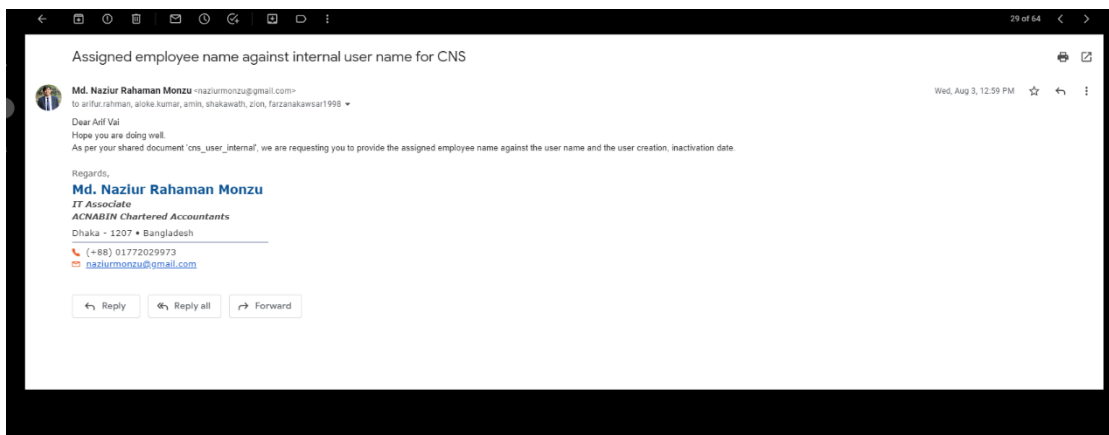 29 of 64
Assigned employee name against internal user name for CNS
Md. Naziur Rahaman Monzu <naziurmonzu@gmail.com>
Wed, Aug 3, 12:59 PM
to arifur.rahman, aloke.kumar, amin, shakawath, zion, farzanakawsar1998
Dear Arif Vai
Hope you are doing well.
As per your shared document 'cns_user_internal', we are requesting you to provide the assigned employee name against the user name and the user creation, inactivation date.
Regards,
Md. Naziur Rahaman Monzu
IT Associate
ACNABIN Chartered Accountants
Dhaka - 1207 • Bangladesh
(+88) 01772029973
naziurmonzu@gmail.com
Reply
Reply all
Forward